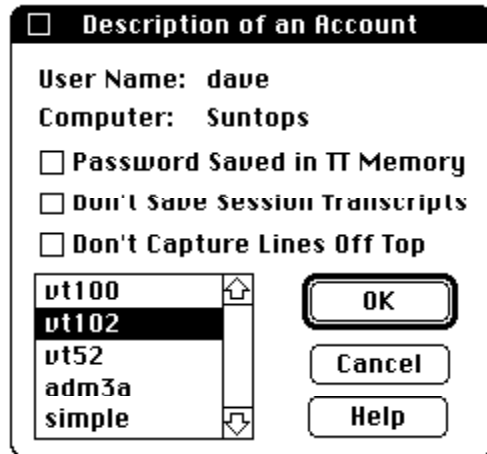 Description of an Account
User Name: dave
Computer: Suntops
Password Saved in TT Memory
Don't Save Session Transcripts
Don't Capture Lines Off Top
vt100
vt102
vt52
adm3a
simple
OK
Cancel
Help